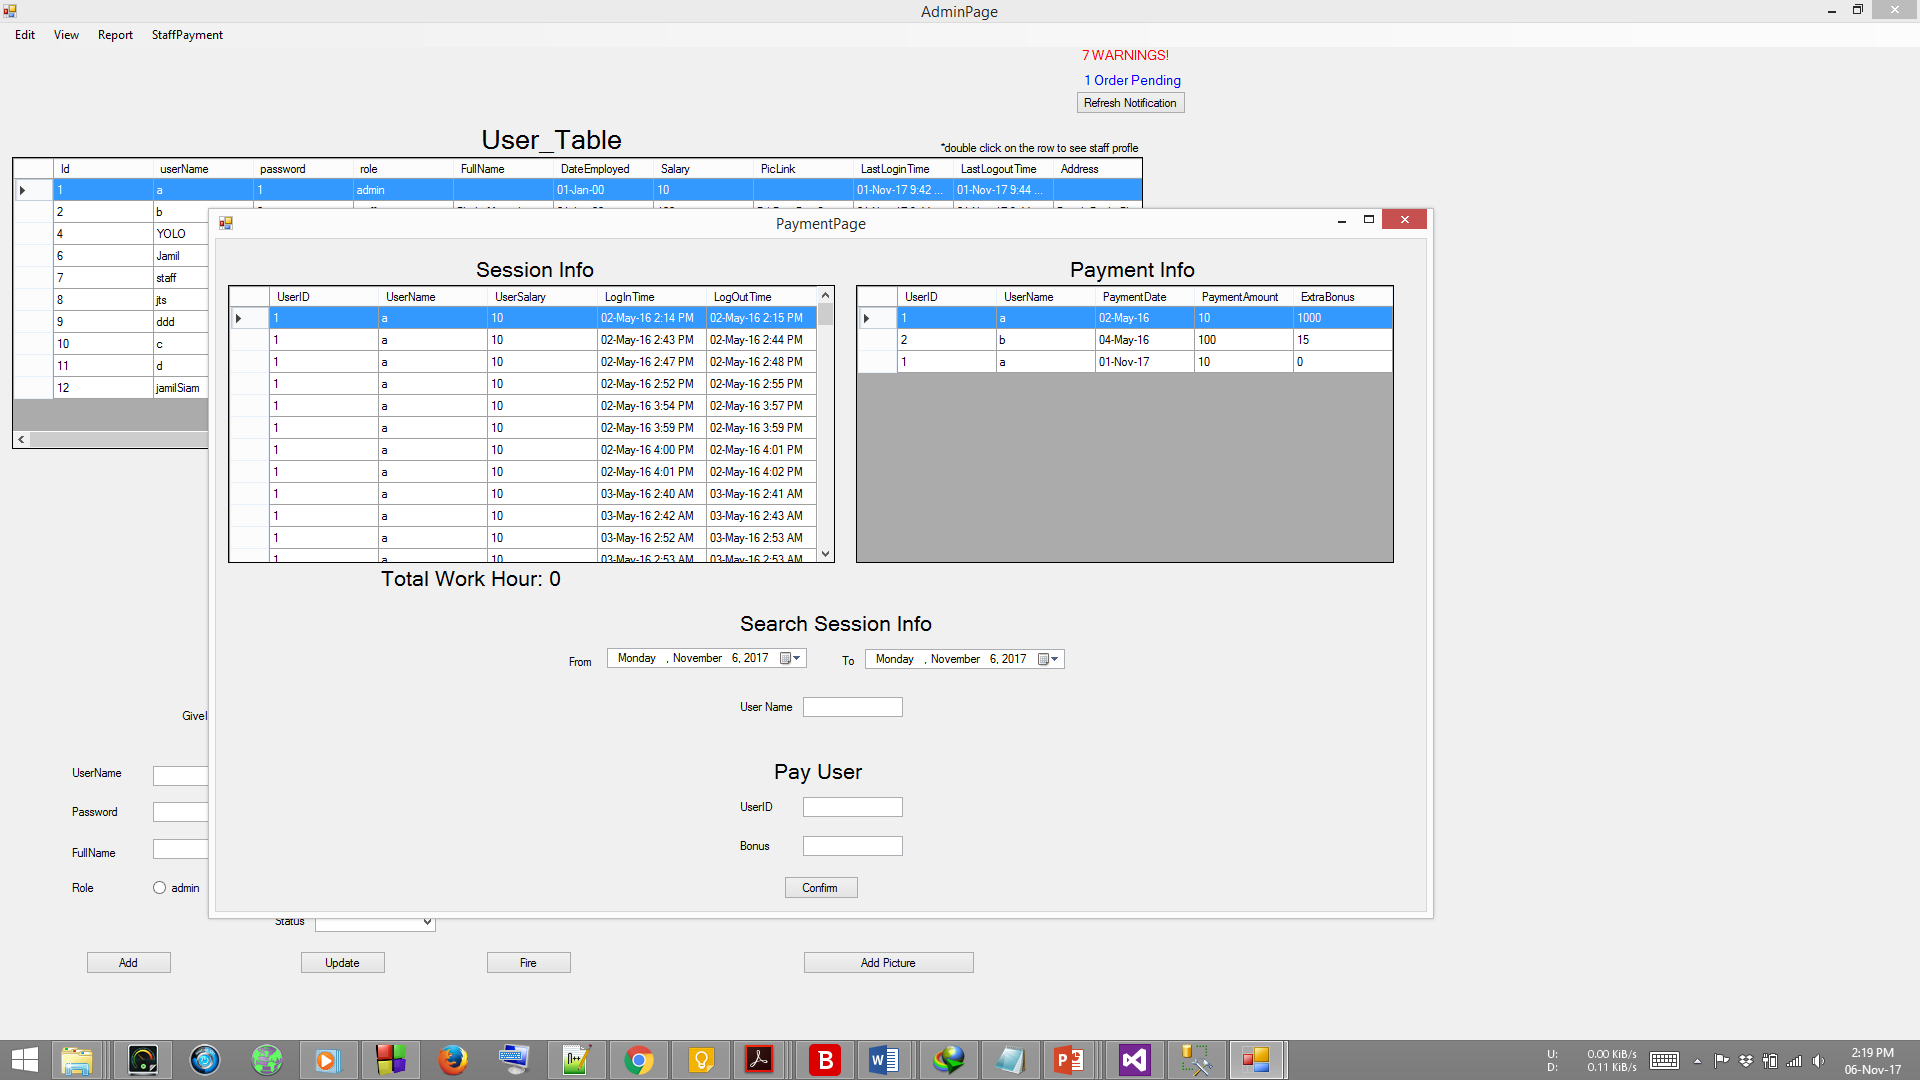 AdminPage
Edit View Report StaffPayment
7 WARNINGS!
1 Order Pending
Refresh Notification
User_Table
*double click on the row to see staff profle
Id userName password role FullName DateEmployed Salary PicLink LastLoginTime LastLogoutTime Address
1 a 1 admin 01-Jan-00 10 01-Nov-17 9:42 ... 01-Nov-17 9:44 ...
2 b
4 YOLO
6 Jamil
7 staff
8 jts
9 ddd
10 c
11 d
12 jamilSiam
PaymentPage
Session Info
UserID UserName UserSalary LogInTime LogOutTime
1 a 10 02-May-16 2:14 PM 02-May-16 2:15 PM
1 a 10 02-May-16 2:43 PM 02-May-16 2:44 PM
1 a 10 02-May-16 2:47 PM 02-May-16 2:48 PM
1 a 10 02-May-16 2:52 PM 02-May-16 2:55 PM
1 a 10 02-May-16 3:54 PM 02-May-16 3:57 PM
1 a 10 02-May-16 3:59 PM 02-May-16 3:59 PM
1 a 10 02-May-16 4:00 PM 02-May-16 4:01 PM
1 a 10 02-May-16 4:01 PM 02-May-16 4:02 PM
1 a 10 03-May-16 2:40 AM 03-May-16 2:41 AM
1 a 10 03-May-16 2:42 AM 03-May-16 2:43 AM
1 a 10 03-May-16 2:52 AM 03-May-16 2:53 AM
1 a 10 03-May-16 2:53 AM 03-May-16 2:53 AM
Total Work Hour: 0
Payment Info
UserID UserName PaymentDate PaymentAmount ExtraBonus
1 a 02-May-16 10 1000
2 b 04-May-16 100 15
1 a 01-Nov-17 10 0
Search Session Info
From Monday , November 6, 2017 To Monday , November 6, 2017
User Name
Pay User
UserID
Bonus
Confirm
GiveI
UserName
Password
FullName
Role admin
Status
Add Update Fire Add Picture
U: 0.00 KiB/s
D: 0.11 KiB/s
2:19 PM
06-Nov-17